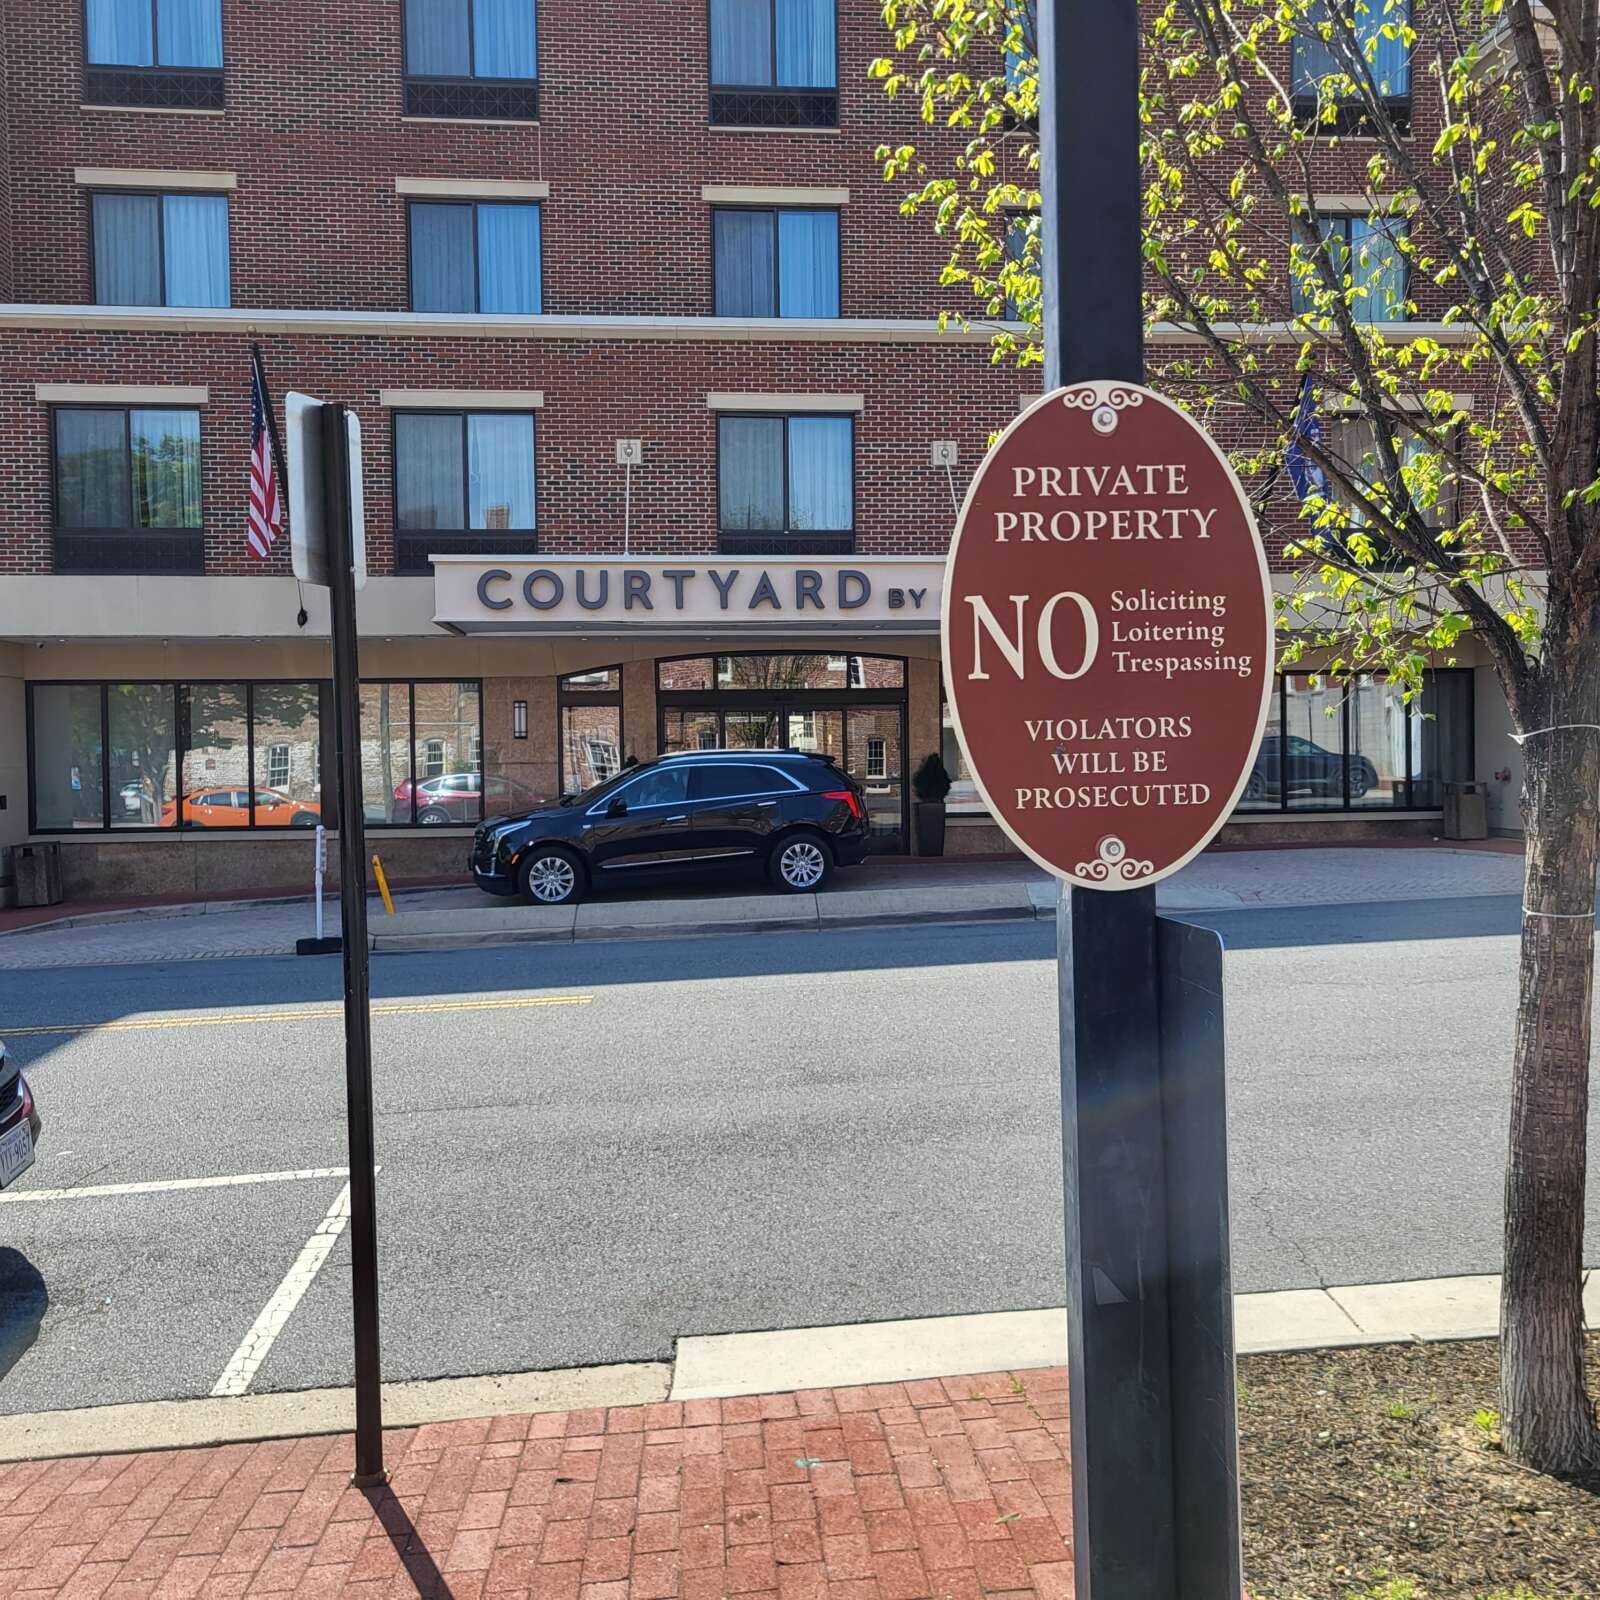 COURTYARD BY
PRIVATE
PROPERTY
NO
Soliciting
Loitering
Trespassing
VIOLATORS
WILL BE
PROSECUTED